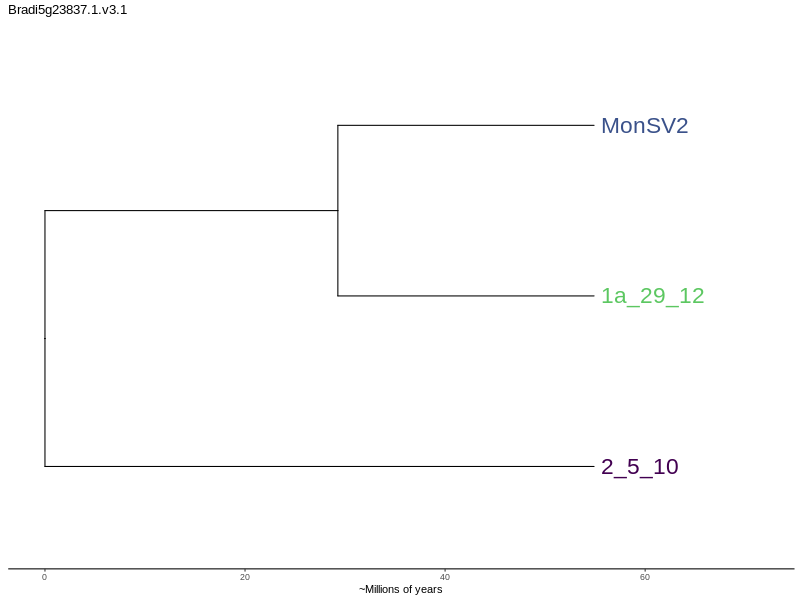 Bradi5g23837.1.v3.1
MonSV2
1a_29_12
2_5_10
0 20 40 60
~Millions of years